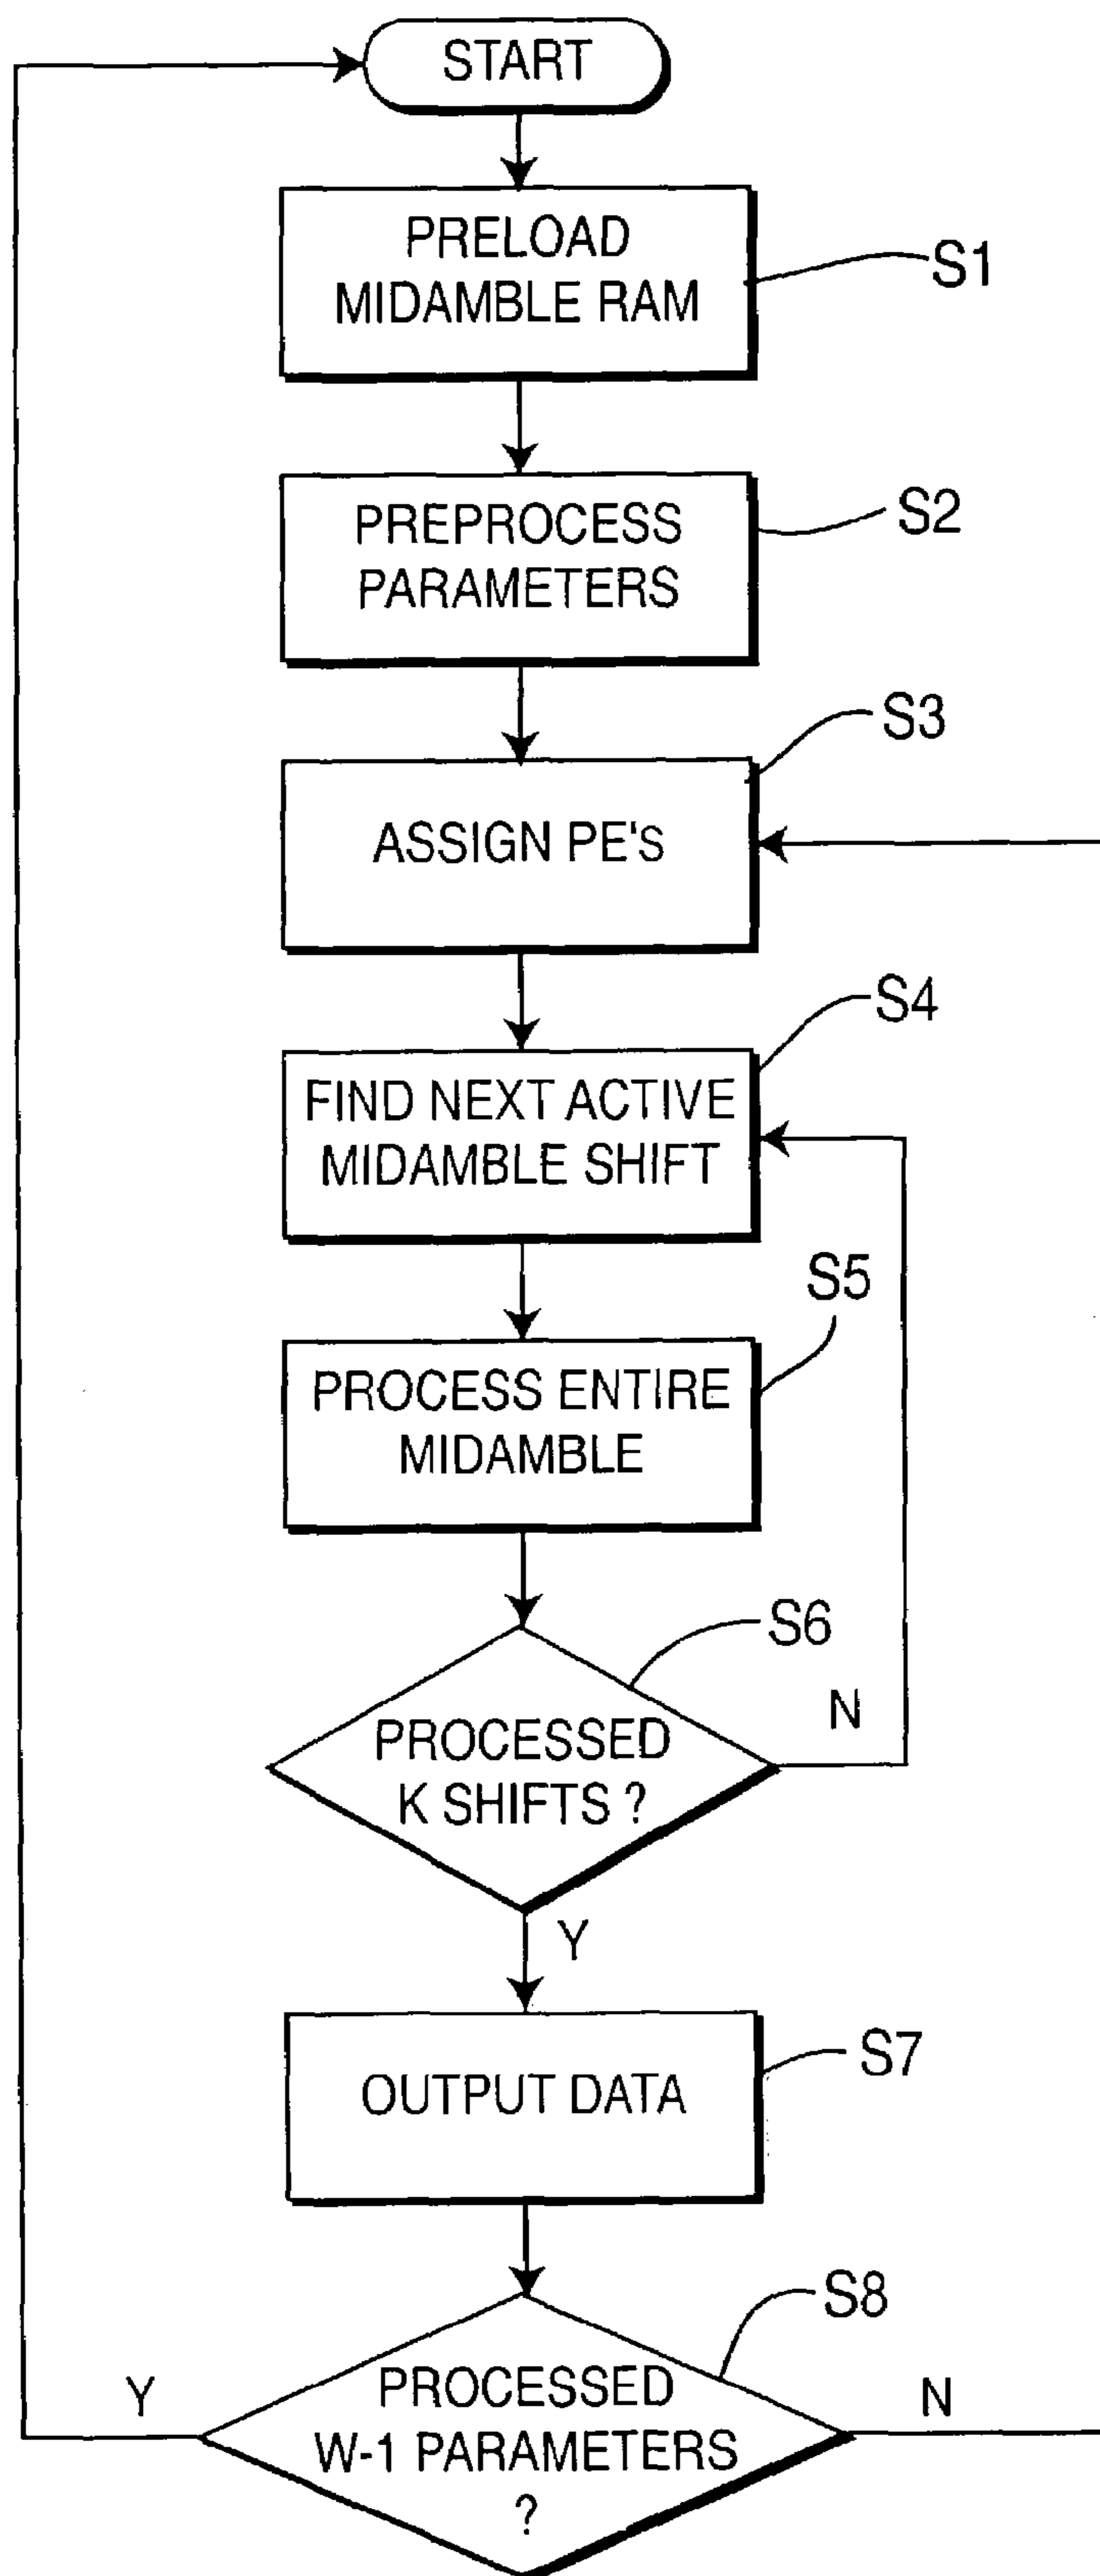 START
PRELOAD
MIDAMBLE RAM
S1
PREPROCESS
PARAMETERS
S2
ASSIGN PE'S
S3
FIND NEXT ACTIVE
MIDAMBLE SHIFT
S4
PROCESS ENTIRE
MIDAMBLE
S5
PROCESSED
K SHIFTS ?
S6
N
Y
OUTPUT DATA
S7
PROCESSED
W-1 PARAMETERS
?
S8
Y
N